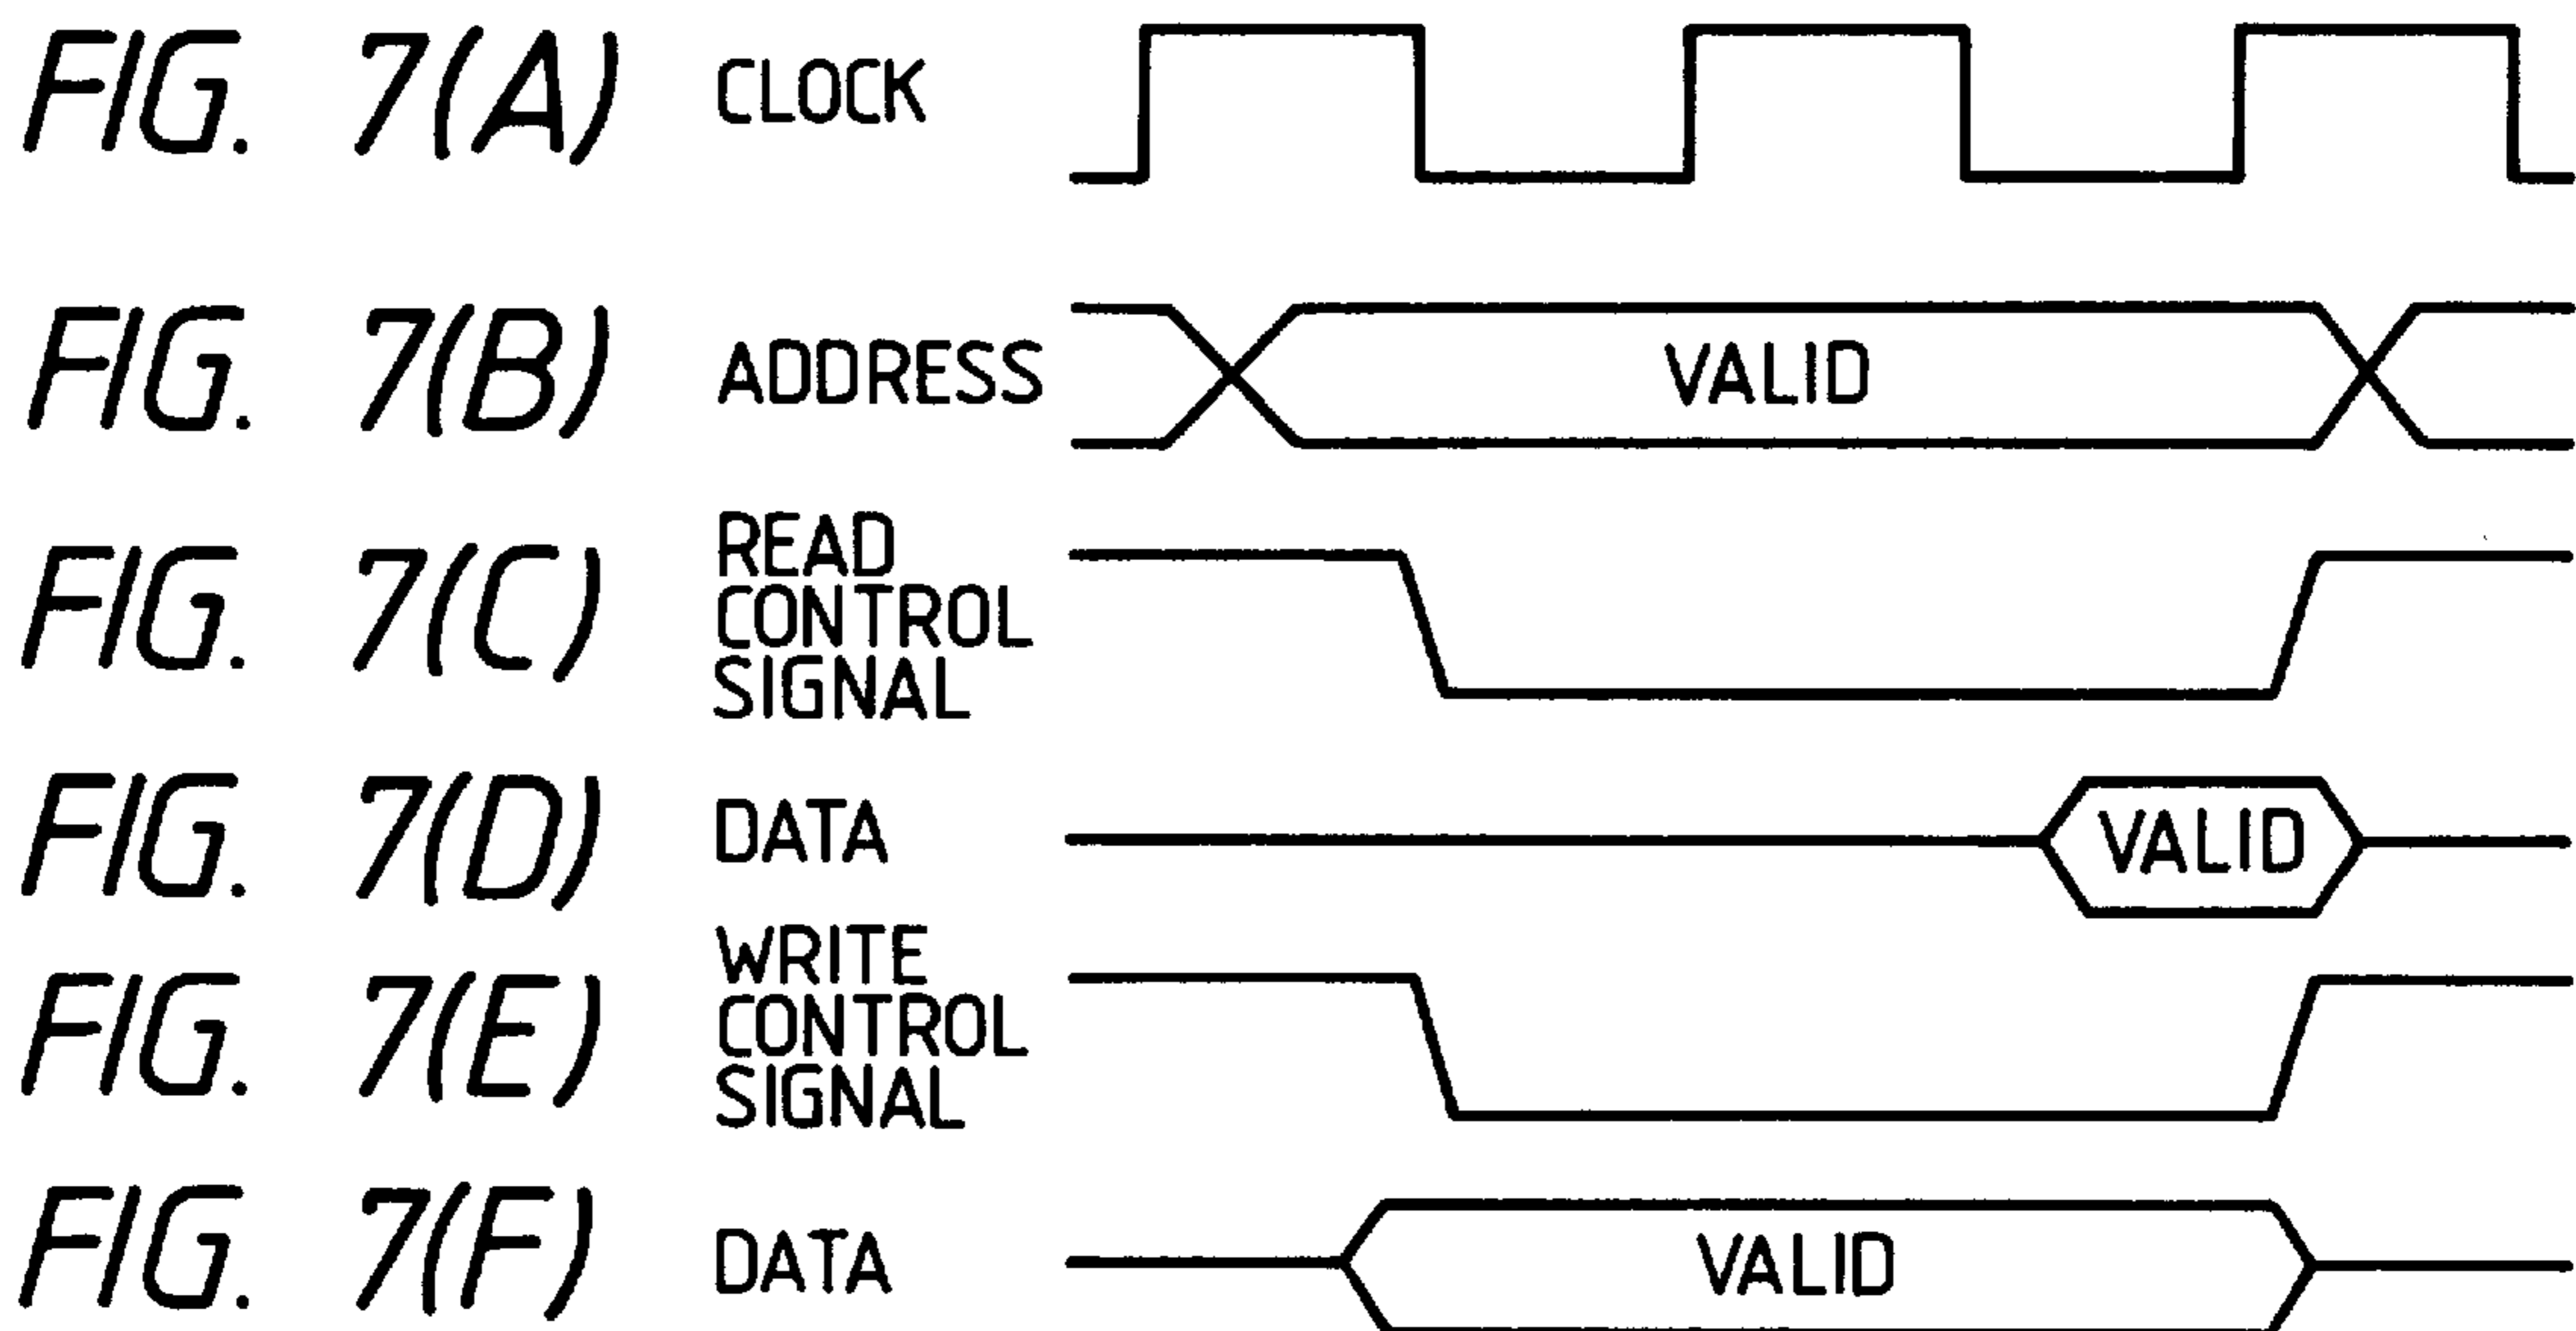 FIG. 7(A) CLOCK
FIG. 7(B) ADDRESS VALID
FIG. 7(C) READ
CONTROL
SIGNAL
FIG. 7(D) DATA VALID
FIG. 7(E) WRITE
CONTROL
SIGNAL
FIG. 7(F) DATA VALID